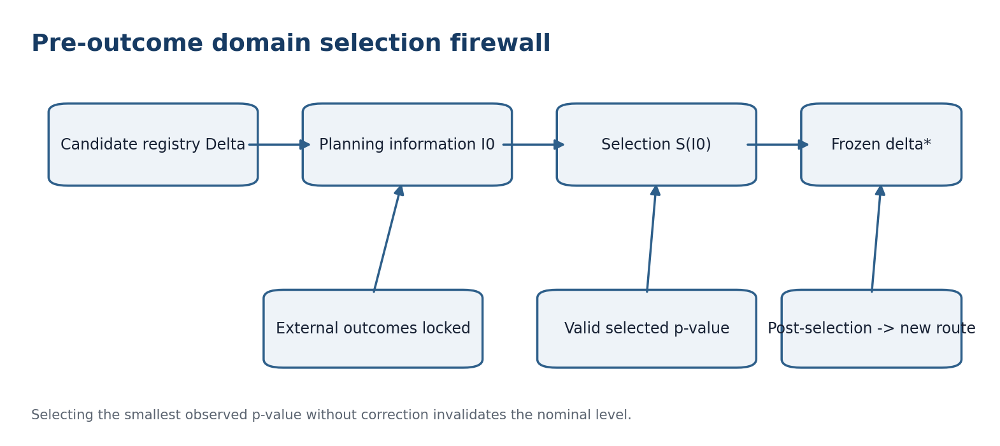 Pre-outcome domain selection firewall
Candidate registry Delta
Planning information I0
Selection S(I0)
Frozen delta*
External outcomes locked
Valid selected p-value
Post-selection -> new route
Selecting the smallest observed p-value without correction invalidates the nominal level.